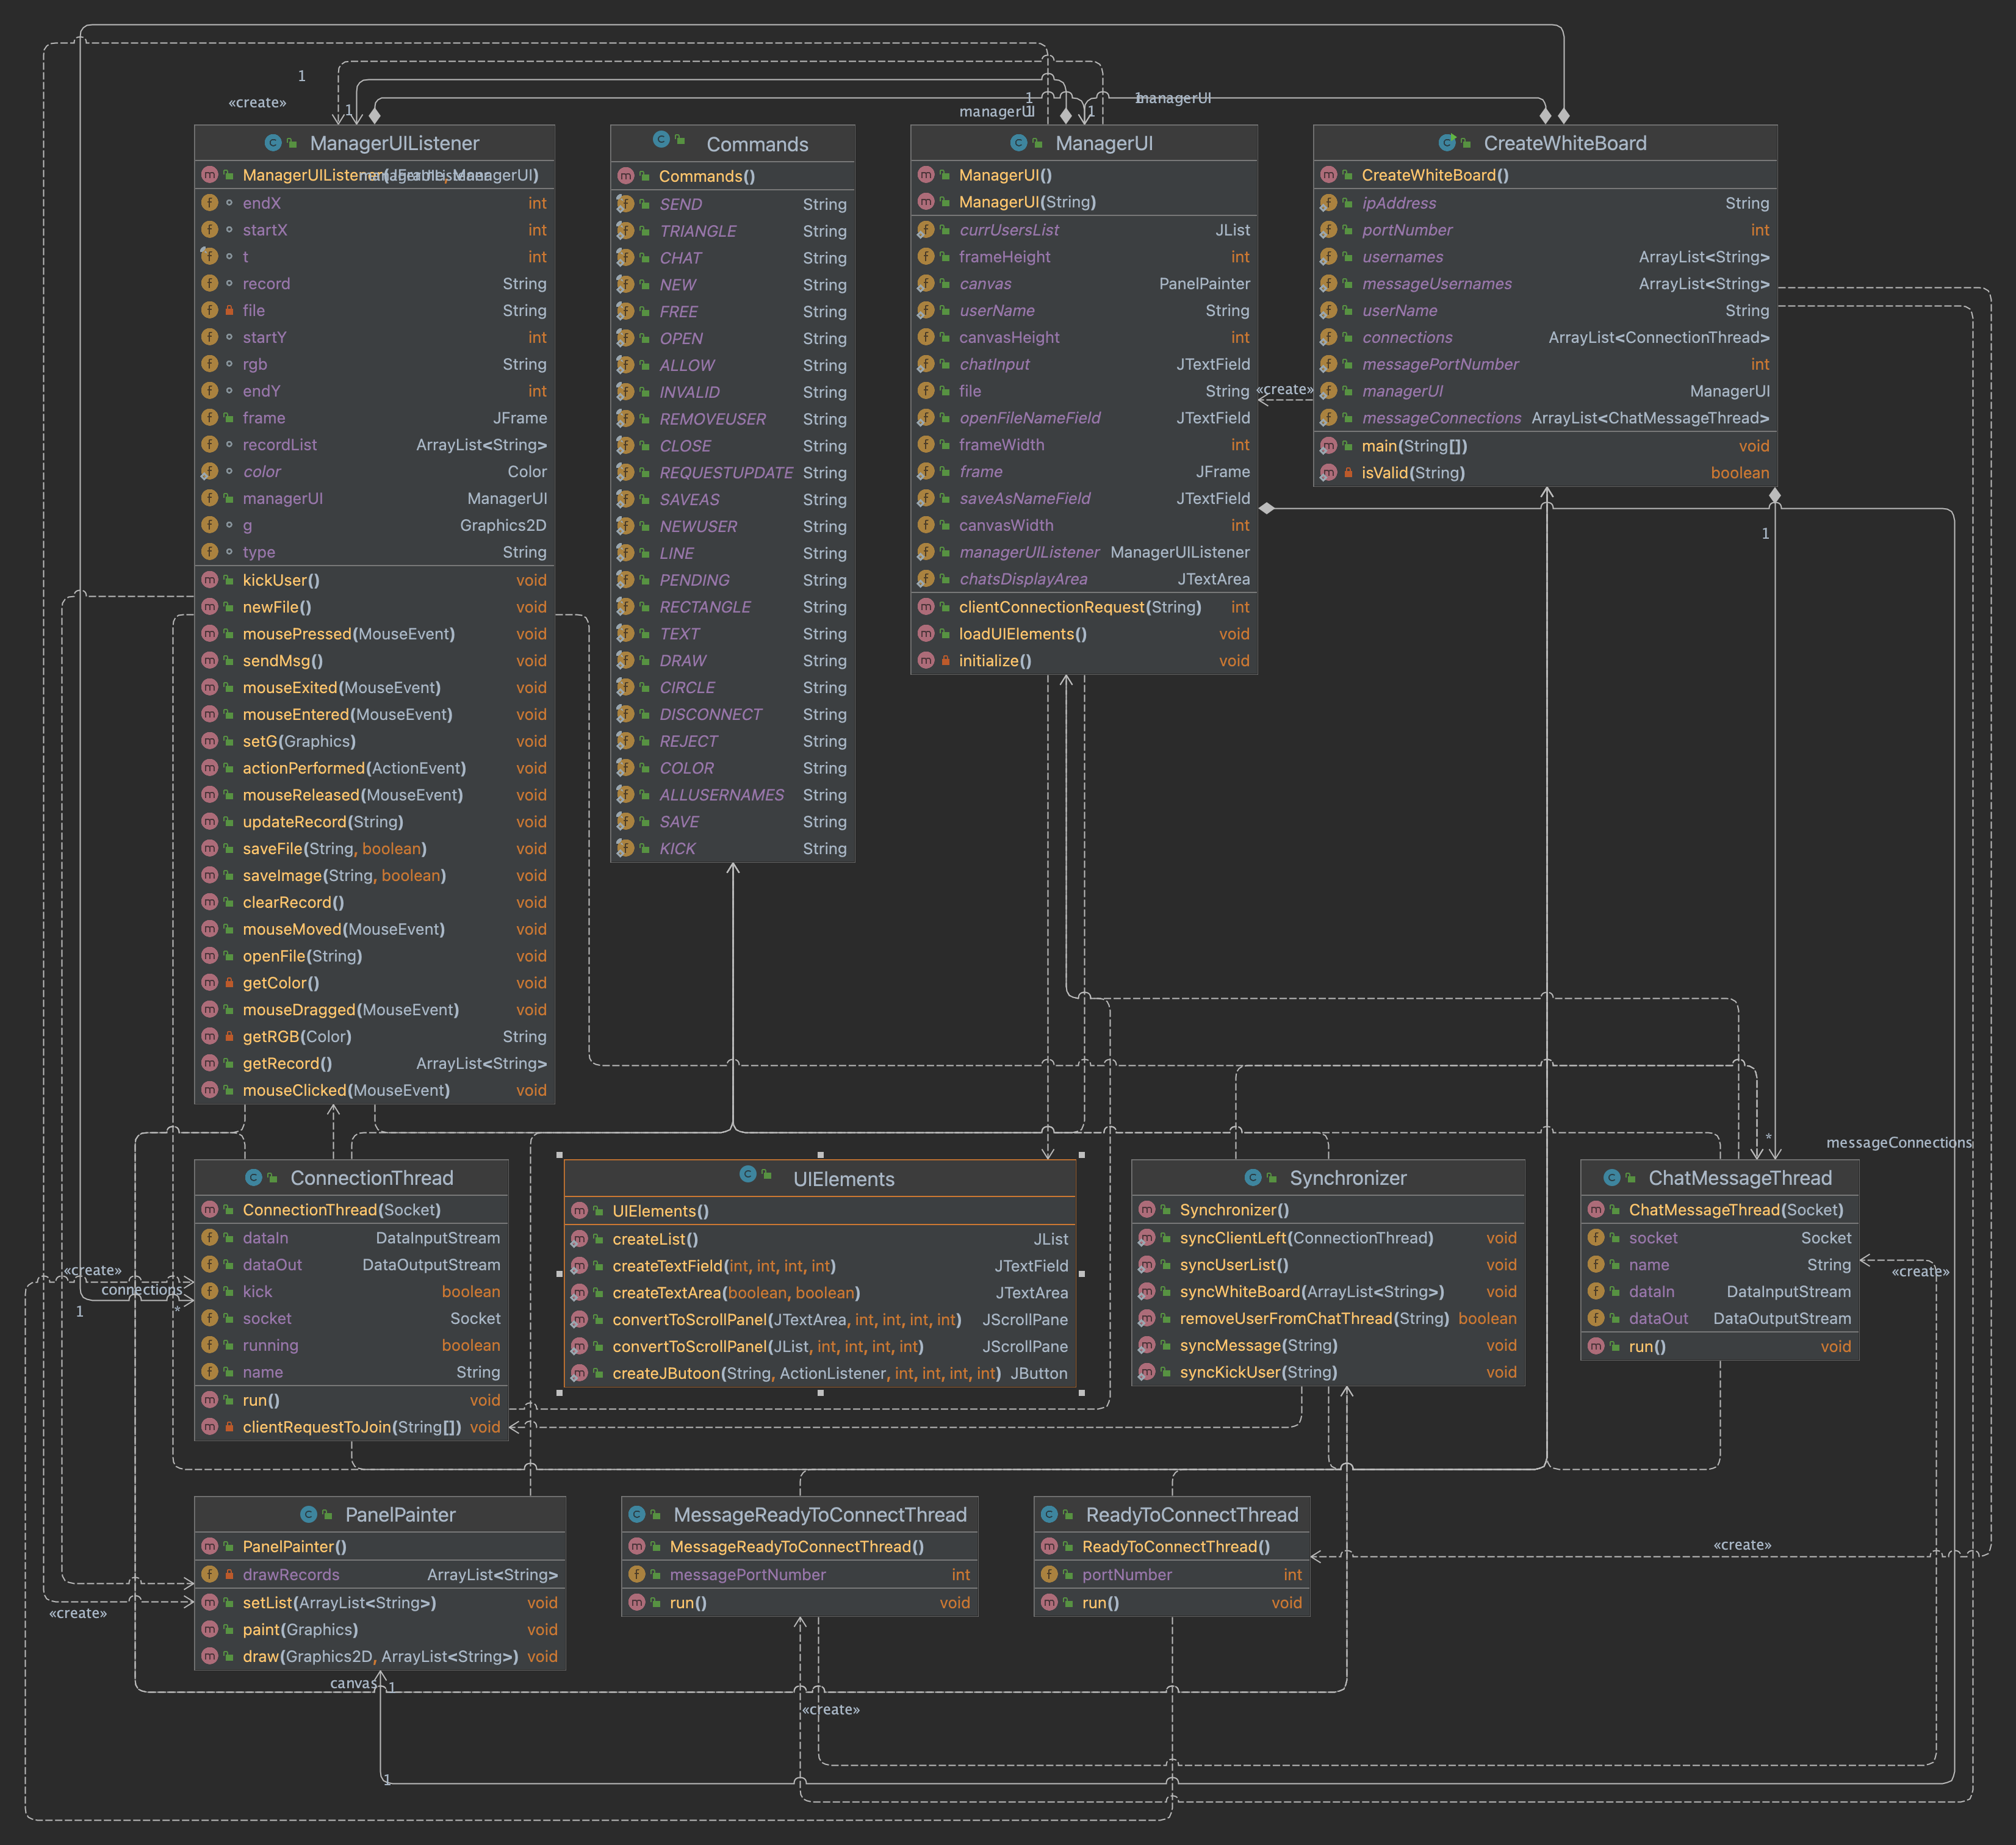 1
«create»
1
managerUI
1
1
1
1
managerUI
ManagerUIListener
ManagerUIListener(JFrame, ManagerUI)
endX int
startX int
t int
record String
file String
startY int
rgb String
endY int
frame JFrame
recordList ArrayList<String>
color Color
managerUI ManagerUI
g Graphics2D
type String
kickUser() void
newFile() void
mousePressed(MouseEvent) void
sendMsg() void
mouseExited(MouseEvent) void
mouseEntered(MouseEvent) void
setG(Graphics) void
actionPerformed(ActionEvent) void
mouseReleased(MouseEvent) void
updateRecord(String) void
saveFile(String, boolean) void
saveImage(String, boolean) void
clearRecord() void
mouseMoved(MouseEvent) void
openFile(String) void
getColor() void
mouseDragged(MouseEvent) void
getRGB(Color) String
getRecord() ArrayList<String>
mouseClicked(MouseEvent) void
Commands
Commands()
SEND String
TRIANGLE String
CHAT String
NEW String
FREE String
OPEN String
ALLOW String
INVALID String
REMOVEUSER String
CLOSE String
REQUESTUPDATE String
SAVEAS String
NEWUSER String
LINE String
PENDING String
RECTANGLE String
TEXT String
DRAW String
CIRCLE String
DISCONNECT String
REJECT String
COLOR String
ALLUSERNAMES String
SAVE String
KICK String
ManagerUI
ManagerUI()
ManagerUI(String)
currUsersList JList
frameHeight int
canvas PanelPainter
userName String
canvasHeight int
chatInput JTextField
file String
openFileNameField JTextField
frameWidth int
frame JFrame
saveAsNameField JTextField
canvasWidth int
managerUIListener ManagerUIListener
chatsDisplayArea JTextArea
clientConnectionRequest(String) int
loadUIElements() void
initialize() void
«create»
CreateWhiteBoard
CreateWhiteBoard()
ipAddress String
portNumber int
usernames ArrayList<String>
messageUsernames ArrayList<String>
userName String
connections ArrayList<ConnectionThread>
messagePortNumber int
managerUI ManagerUI
messageConnections ArrayList<ChatMessageThread>
main(String[]) void
isValid(String) boolean
1
*
messageConnections
«create»
connections
1
*
ConnectionThread
ConnectionThread(Socket)
dataIn DataInputStream
dataOut DataOutputStream
kick boolean
socket Socket
running boolean
name String
run() void
clientRequestToJoin(String[]) void
UIElements
UIElements()
createList() JList
createTextField(int, int, int, int) JTextField
createTextArea(boolean, boolean) JTextArea
convertToScrollPanel(JTextArea, int, int, int, int) JScrollPane
convertToScrollPanel(JList, int, int, int, int) JScrollPane
createJButoon(String, ActionListener, int, int, int, int) JButton
Synchronizer
Synchronizer()
syncClientLeft(ConnectionThread) void
syncUserList() void
syncWhiteBoard(ArrayList<String>) void
removeUserFromChatThread(String) boolean
syncMessage(String) void
syncKickUser(String) void
ChatMessageThread
ChatMessageThread(Socket)
socket Socket
name String
dataIn DataInputStream
dataOut DataOutputStream
run() void
«create»
PanelPainter
PanelPainter()
drawRecords ArrayList<String>
setList(ArrayList<String>) void
paint(Graphics) void
draw(Graphics2D, ArrayList<String>) void
«create»
canvas
1
1
MessageReadyToConnectThread
MessageReadyToConnectThread()
messagePortNumber int
run() void
«create»
ReadyToConnectThread
ReadyToConnectThread()
portNumber int
run() void
«create»